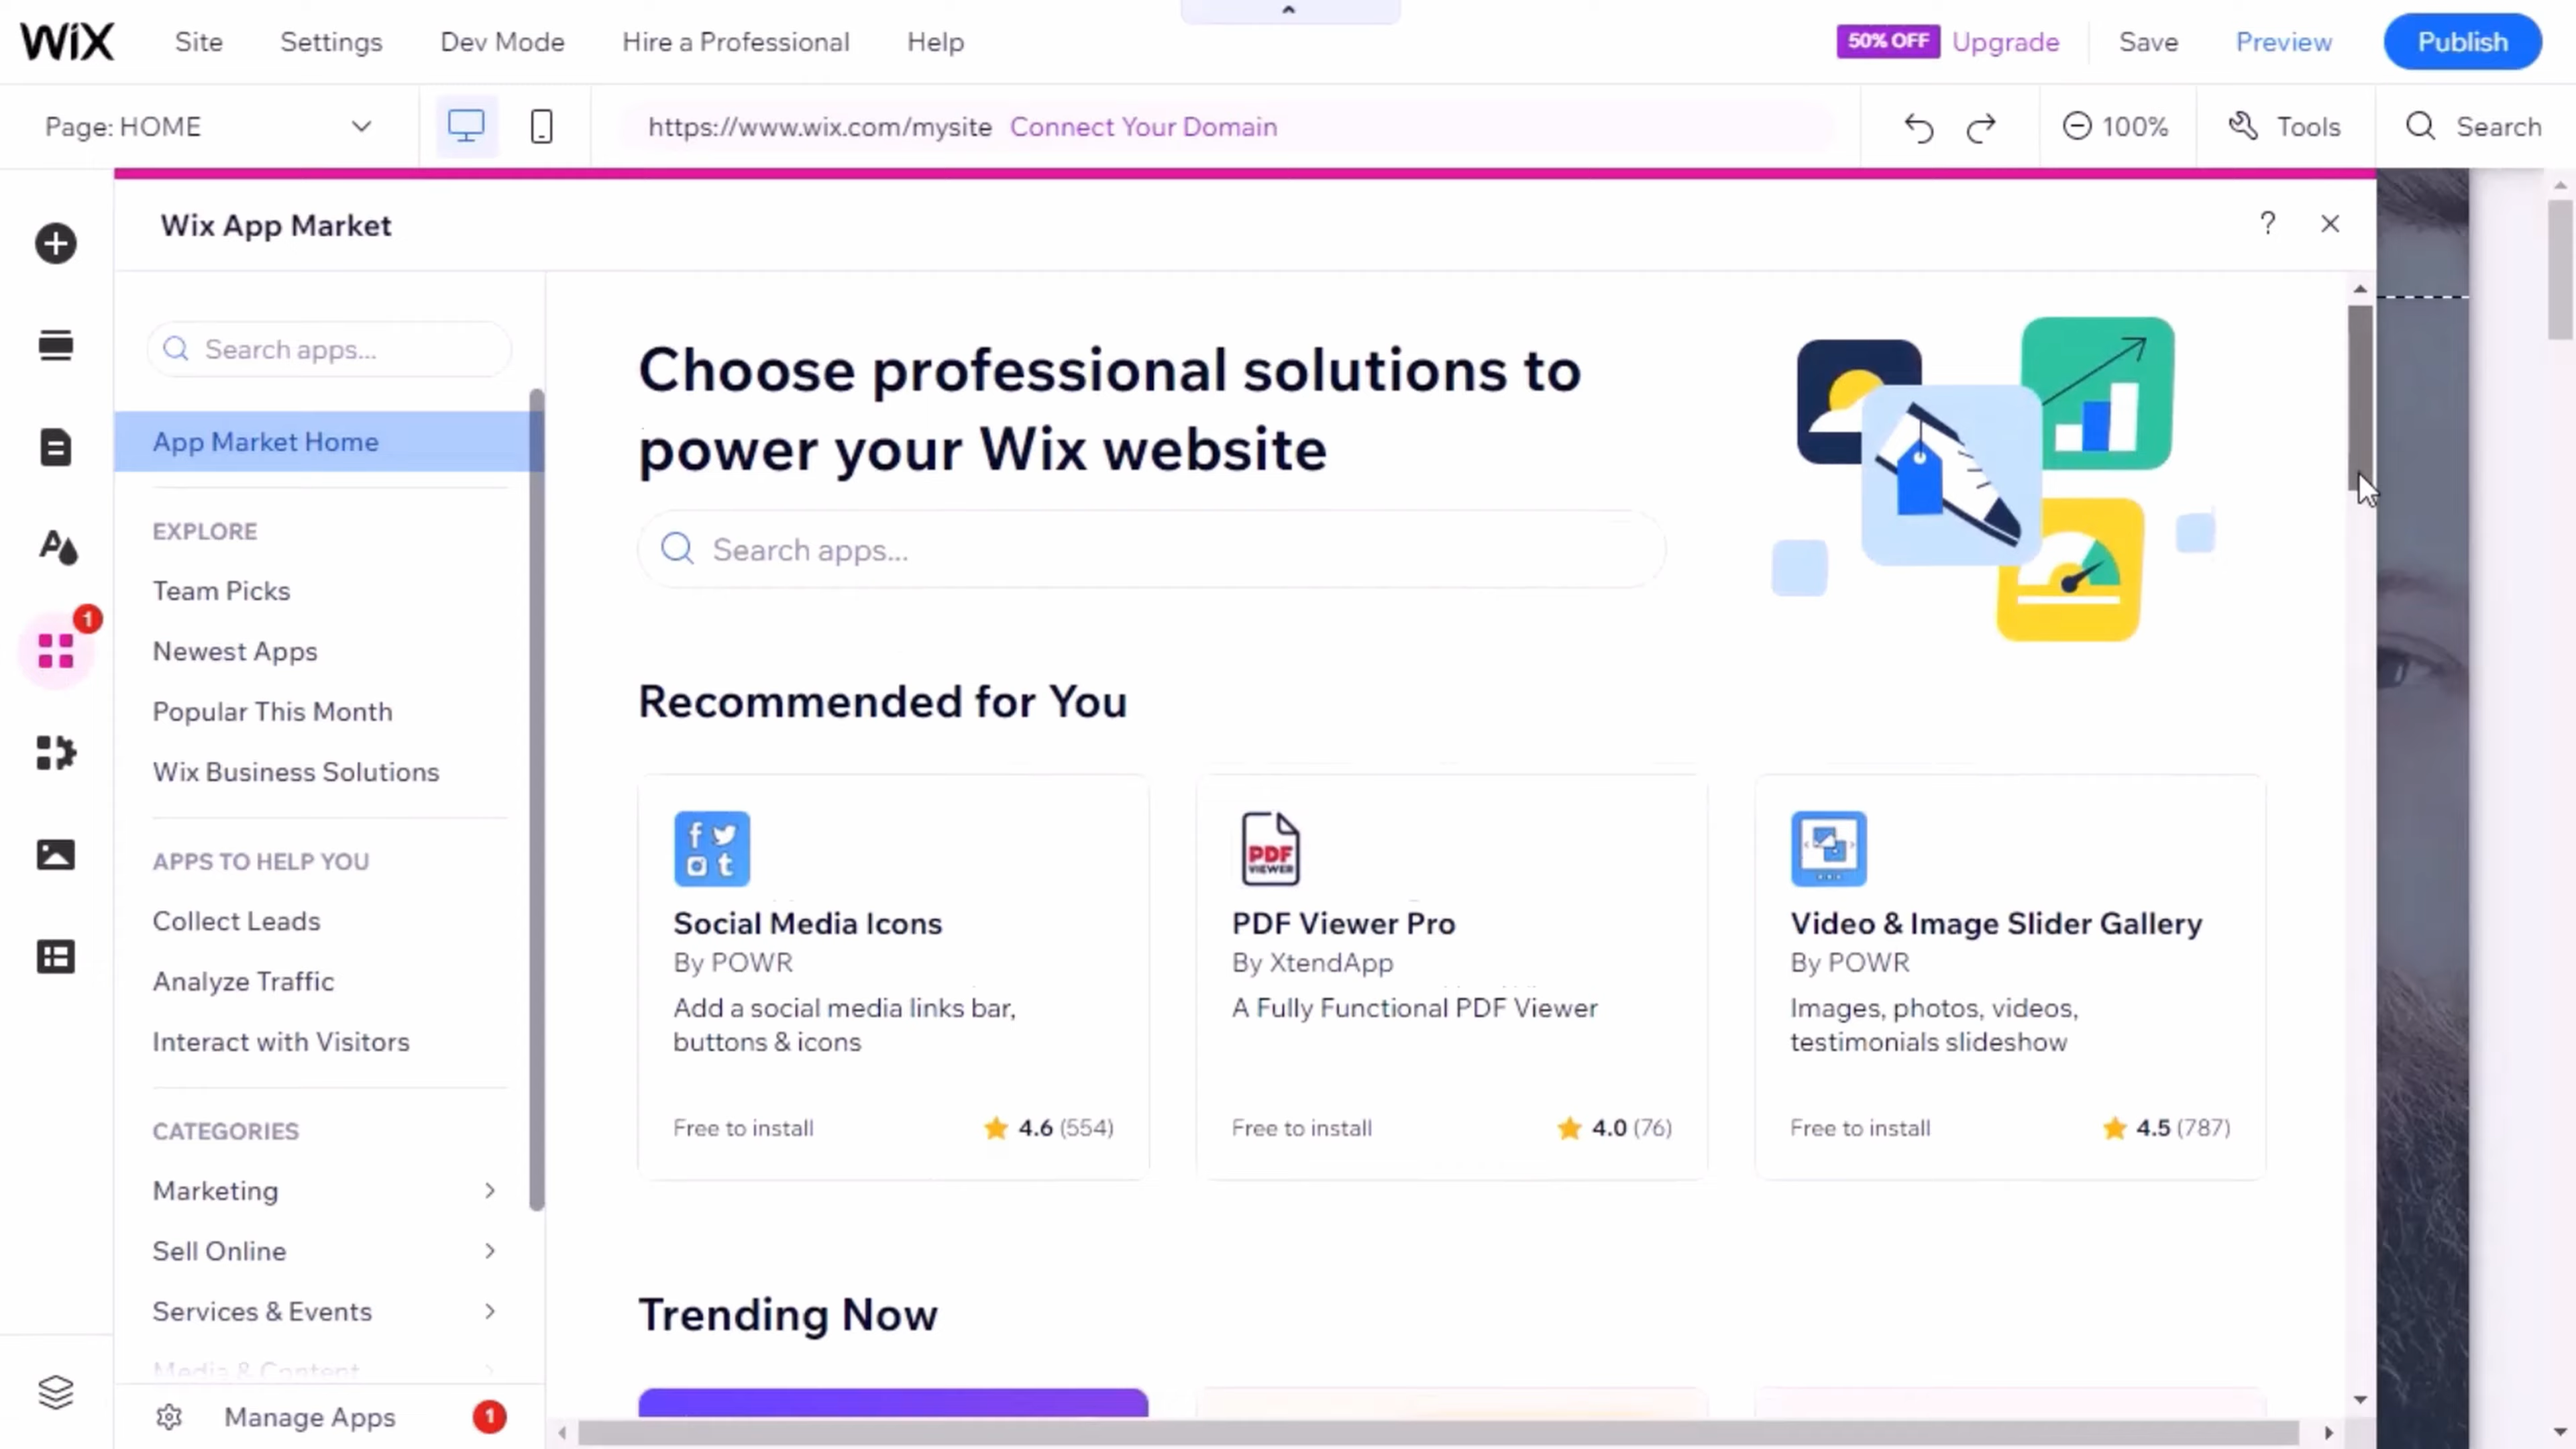 WiX Site Settings Dev Mode Hire a Professional Help 50% OFF Upgrade Save Preview Publish
Page: HOME https://www.wix.com/mysite Connect Your Domain 100% Tools Search
Wix App Market ?
Search apps...
App Market Home
EXPLORE
Team Picks
1
Newest Apps
Popular This Month
Wix Business Solutions
APPS TO HELP YOU
Collect Leads
Analyze Traffic
Interact with Visitors
CATEGORIES
Marketing
Sell Online
Services & Events
Media & Content
Manage Apps 1
Choose professional solutions to
power your Wix website
Search apps...
Recommended for You
Social Media Icons
By POWR
Add a social media links bar,
buttons & icons
Free to install 4.6 (554)
PDF
VIEWER
PDF Viewer Pro
By XtendApp
A Fully Functional PDF Viewer
Free to install 4.0 (76)
Video & Image Slider Gallery
By POWR
Images, photos, videos,
testimonials slideshow
Free to install 4.5 (787)
Trending Now